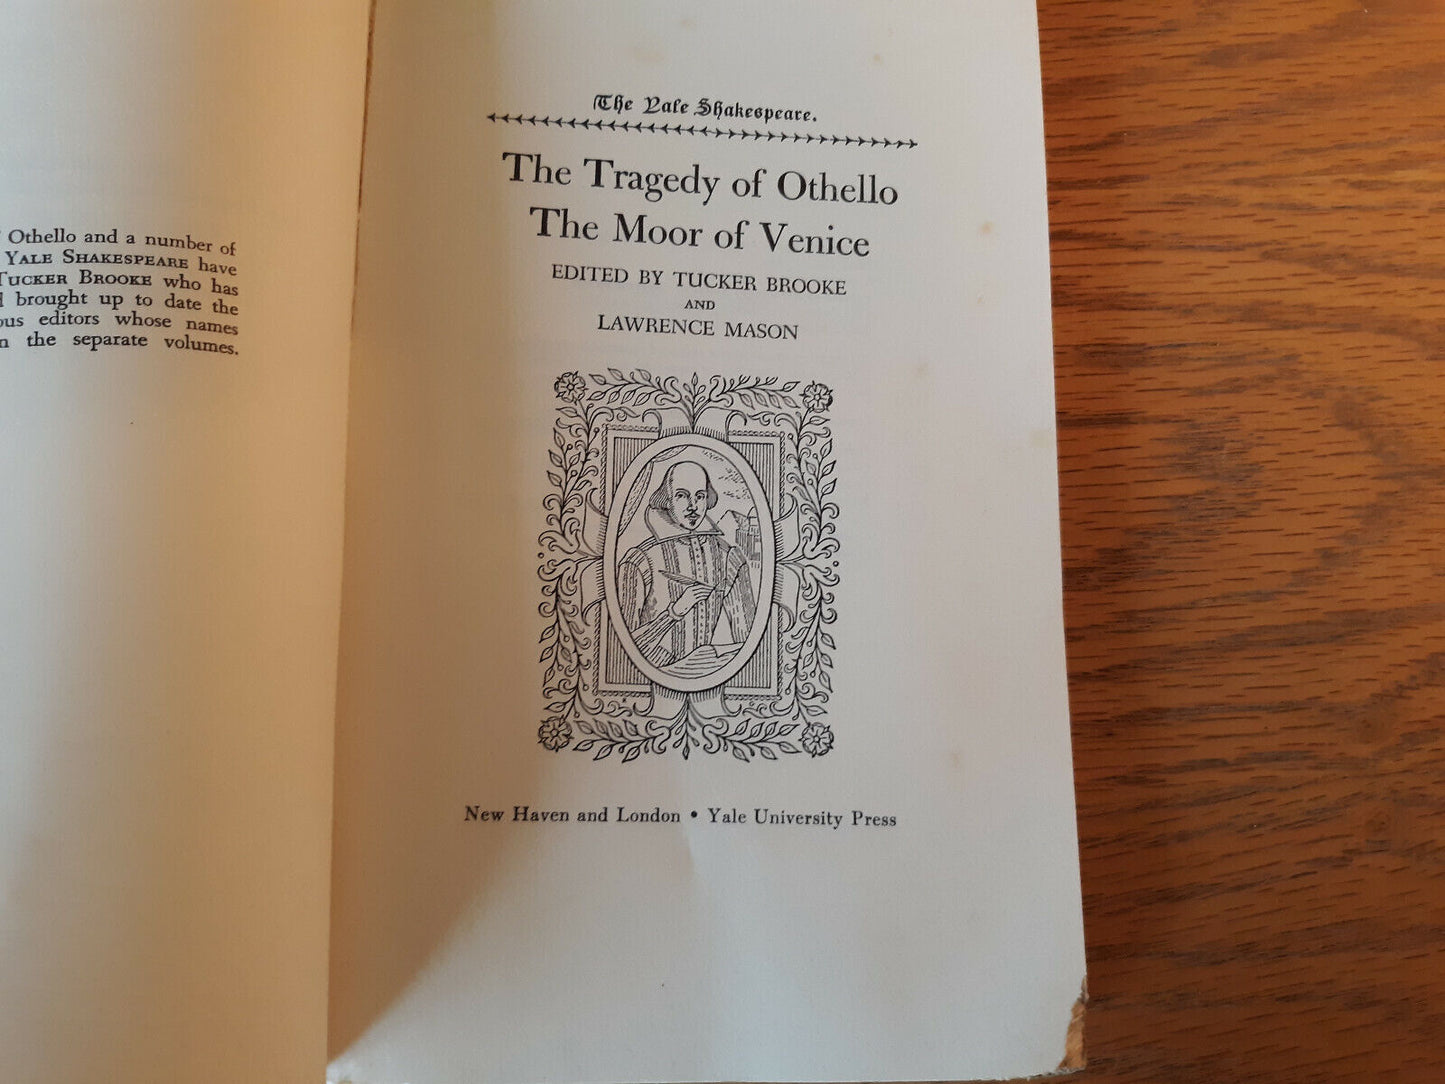 Othello and a number of
YALE SHAKESPEARE have
TUCKER BROOKE who has
brought up to date the
editors whose names
the separate volumes.
The Yale Shakespeare.
The Tragedy of Othello
The Moor of Venice
EDITED BY TUCKER BROOKE
AND
LAWRENCE MASON
New Haven and London • Yale University Press